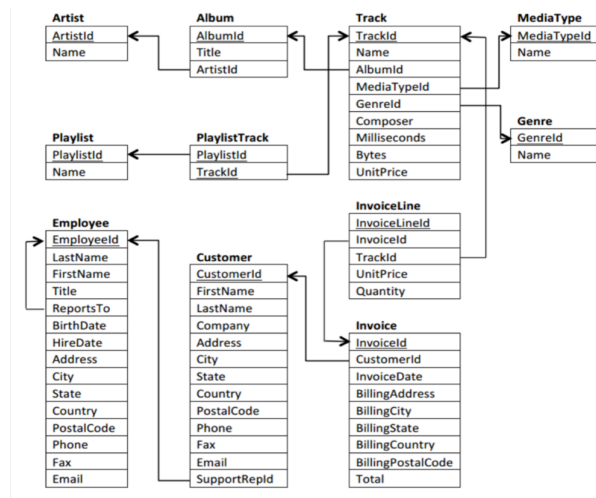 Artist
ArtistId
Name
Album
AlbumId
Title
ArtistId
Track
TrackId
Name
AlbumId
MediaTypeId
GenreId
Composer
Milliseconds
Bytes
UnitPrice
MediaType
MediaTypeId
Name
Genre
GenreId
Name
Playlist
PlaylistId
Name
PlaylistTrack
PlaylistId
TrackId
Employee
EmployeeId
LastName
FirstName
Title
ReportsTo
BirthDate
HireDate
Address
City
State
Country
PostalCode
Phone
Fax
Email
Customer
CustomerId
FirstName
LastName
Company
Address
City
State
Country
PostalCode
Phone
Fax
Email
SupportRepId
InvoiceLine
InvoiceLineId
InvoiceId
TrackId
UnitPrice
Quantity
Invoice
InvoiceId
CustomerId
InvoiceDate
BillingAddress
BillingCity
BillingState
BillingCountry
BillingPostalCode
Total